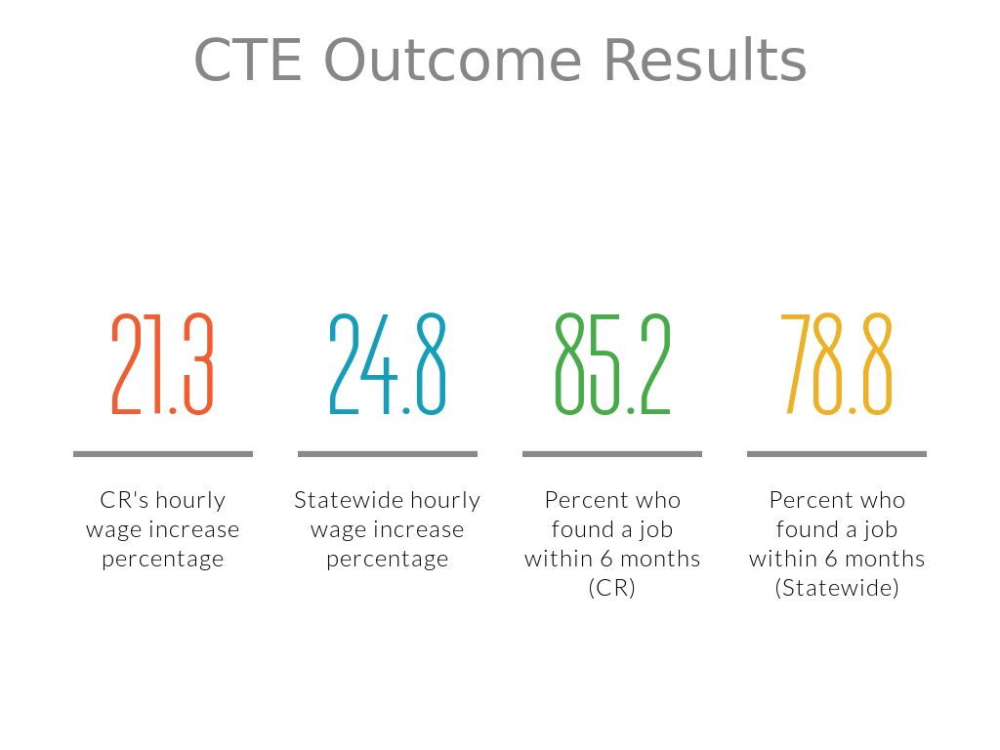 CTE Outcome Results
21.3
24.8
85.2
78.8
CR's hourly
wage increase
percentage
Statewide hourly
wage increase
percentage
Percent who
found a job
within 6 months
(CR)
Percent who
found a job
within 6 months
(Statewide)